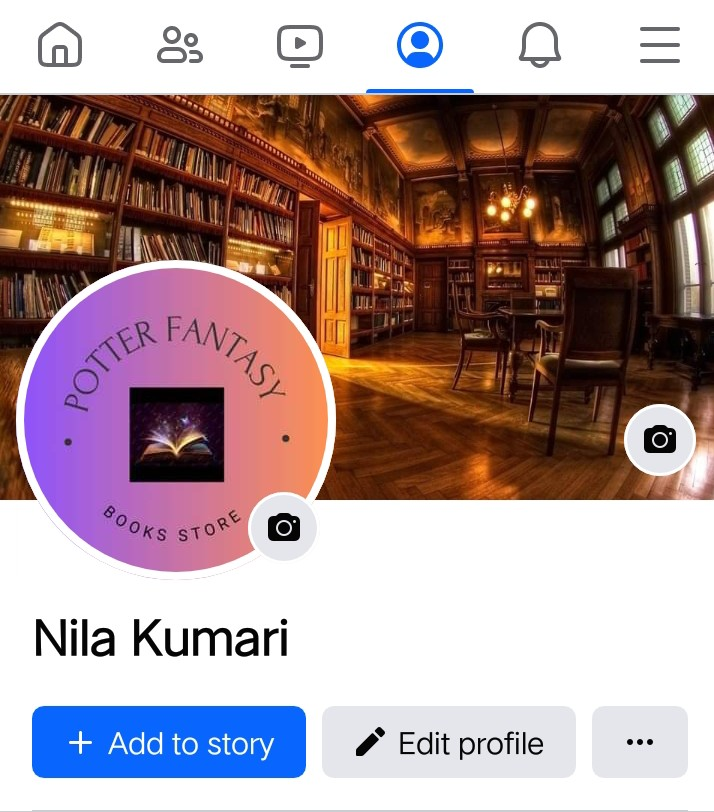 POTTER FANTASY
BOOKS STORE
Nila Kumari
Add to story
Edit profile